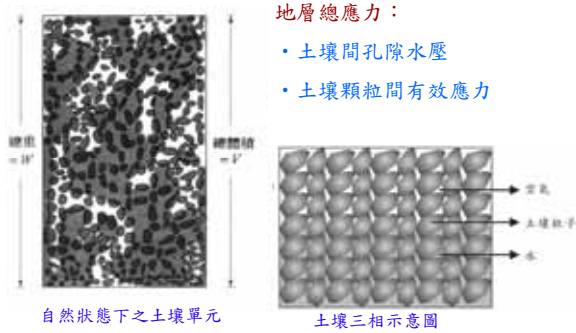 地層總應力：
・土壤間孔隙水壓
・土壤顆粒間有效應力
總重
= W
總體積
= V
空氣
土壤粒子
水
自然狀態下之土壤單元
土壤三相示意圖